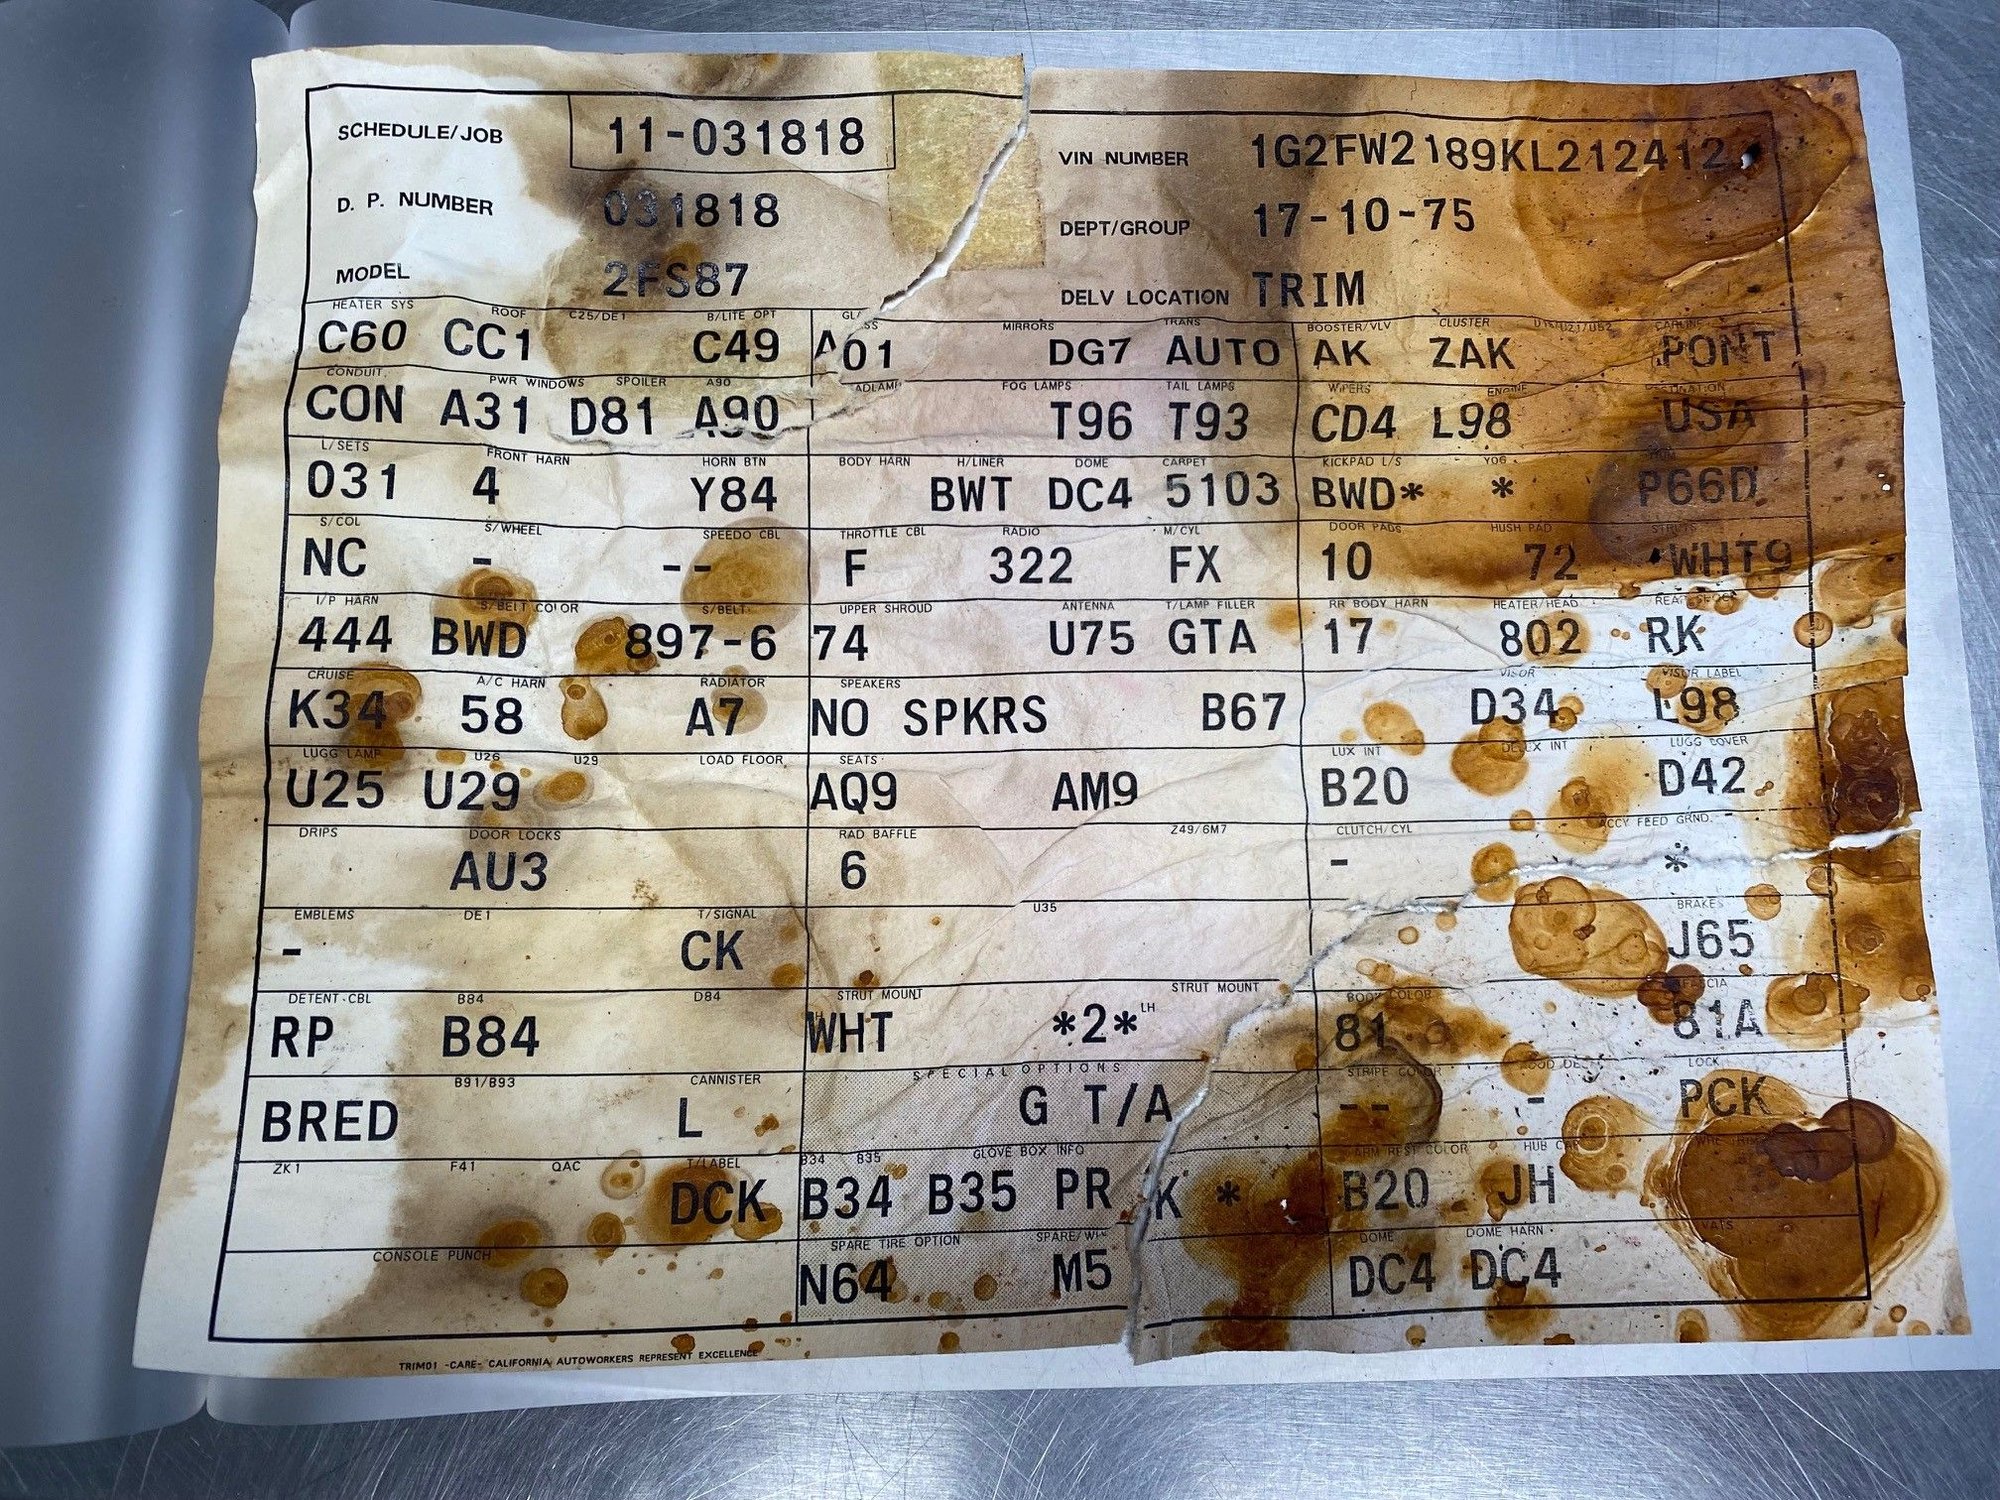 SCHEDULE/JOB 11-031818 VIN NUMBER 1G2FW2189KL212412
D. P. NUMBER 031818 DEPT/GROUP 17-10-75
MODEL 2FS87 DELV LOCATION TRIM
HEATER SYS ROOF C25/DE1 B/LITE OPT GLASS MIRRORS TRANS BOOSTER/VLV CLUSTER
C60 CC1 C49 A01 DG7 AUTO AK ZAK PONT
CONDUIT PWR WINDOWS SPOILER A90 FOG LAMPS TAIL LAMPS WIPERS ENGINE
CON A31 D81 A90 T96 T93 CD4 L98 USA
L/SETS FRONT HARN HORN BTN BODY HARN H/LINER DOME CARPET KICKPAD L/S Y06
031 4 Y84 BWT DC4 5103 BWD* * P66D
S/COL S/WHEEL SPEEDO CBL THROTTLE CBL RADIO M/CYL DOOR PADS HUSH PAD STRUTS
NC - -- F 322 FX 10 72 WHT9
I/P HARN S/BELT COLOR S/BELT UPPER SHROUD ANTENNA T/LAMP FILLER RR BODY HARN HEATER/HEAD
444 BWD 897-6 74 U75 GTA 17 802 RK
CRUISE A/C HARN RADIATOR SPEAKERS VISOR VISOR LABEL
K34 58 A7 NO SPKRS B67 D34 L98
LUGG LAMP U26 U29 LOAD FLOOR SEATS LUX INT INT LUGG COVER
U25 U29 AQ9 AM9 B20 D42
DRIPS DOOR LOCKS RAD BAFFLE Z49/6M7 CLUTCH/CYL ACCY FEED GRND.
AU3 6 - *
EMBLEMS DE1 T/SIGNAL U35 BRAKES
- CK J65
DETENT CBL B84 D84 STRUT MOUNT STRUT MOUNT BODY COLOR
RP B84 WHT *2* LH 81 81A
B91/B93 CANNISTER SPECIAL OPTIONS STRIPE COLOR LOCK
BRED L G T/A -- - PCK
ZK1 F41 QAC T/LABEL B34 B35 GLOVE BOX INFO ARM REST COLOR HUB CAP
DCK B34 B35 PR K * B20 JH
CONSOLE PUNCH SPARE TIRE OPTION DOME DOME HARN VATS
N64 M5 DC4 DC4
TRIM01 -CARE- CALIFORNIA AUTOWORKERS REPRESENT EXCELLENCE